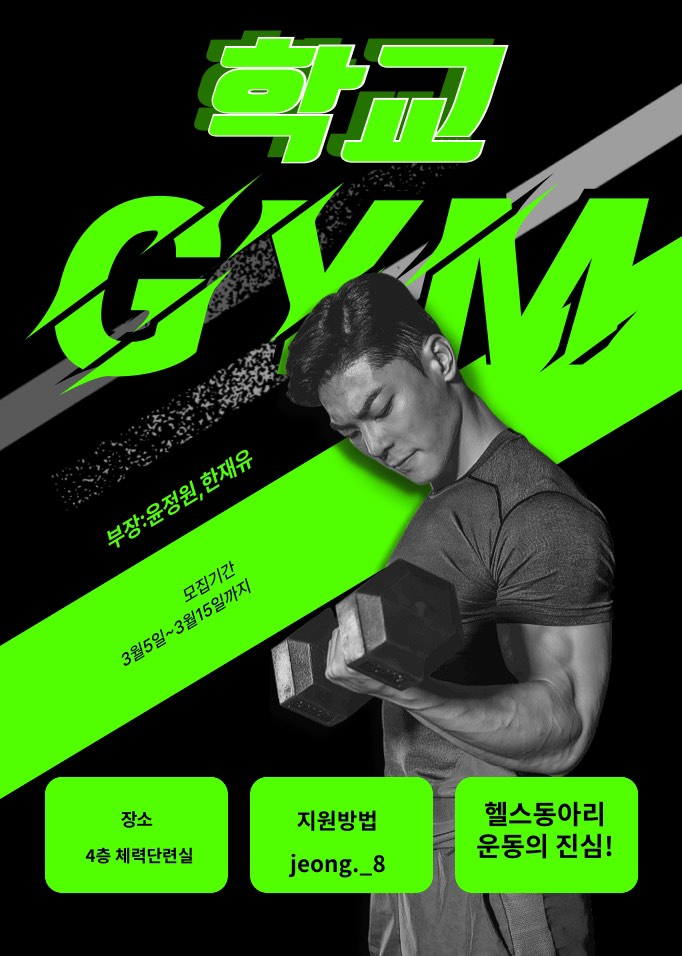 학교
GYM
부장:윤정원,한재유
모집기간
3월5일~3월15일까지
장소
4층 체력단련실
지원방법
jeong._8
헬스동아리
운동의 진심!